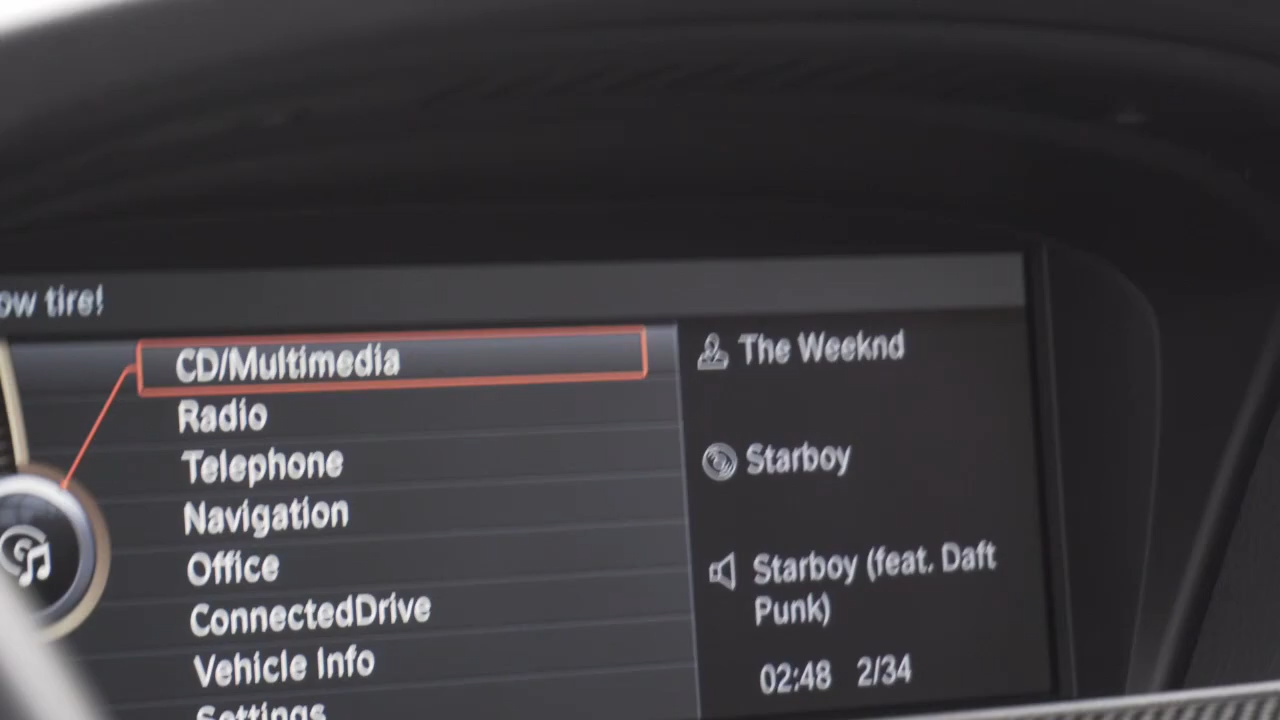 ow tire!
CD/Multimedia
Radio
Telephone
Navigation
Office
ConnectedDrive
Vehicle Info
Settings
The Weeknd
Starboy
Starboy (feat. Daft
Punk)
02:48 2/34